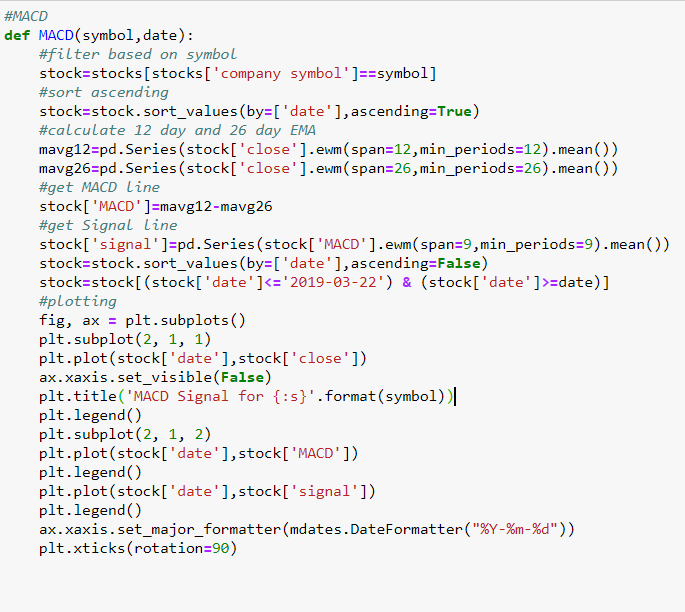 #MACD
def MACD(symbol,date):
    #filter based on symbol
    stock=stocks[stocks['company symbol']==symbol]
    #sort ascending
    stock=stock.sort_values(by=['date'],ascending=True)
    #calculate 12 day and 26 day EMA
    mavg12=pd.Series(stock['close'].ewm(span=12,min_periods=12).mean())
    mavg26=pd.Series(stock['close'].ewm(span=26,min_periods=26).mean())
    #get MACD line
    stock['MACD']=mavg12-mavg26
    #get Signal line
    stock['signal']=pd.Series(stock['MACD'].ewm(span=9,min_periods=9).mean())
    stock=stock.sort_values(by=['date'],ascending=False)
    stock=stock[(stock['date']<='2019-03-22') & (stock['date']>=date)]
    #plotting
    fig, ax = plt.subplots()
    plt.subplot(2, 1, 1)
    plt.plot(stock['date'],stock['close'])
    ax.xaxis.set_visible(False)
    plt.title('MACD Signal for {:s}'.format(symbol))
    plt.legend()
    plt.subplot(2, 1, 2)
    plt.plot(stock['date'],stock['MACD'])
    plt.legend()
    plt.plot(stock['date'],stock['signal'])
    plt.legend()
    ax.xaxis.set_major_formatter(mdates.DateFormatter("%Y-%m-%d"))
    plt.xticks(rotation=90)